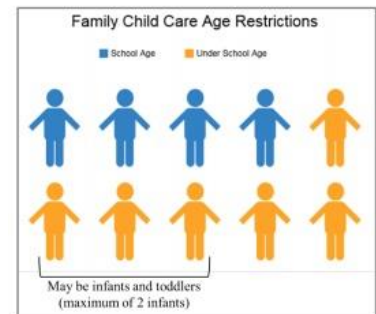 Family Child Care Age Restrictions
School Age Under School Age
May be infants and toddlers
(maximum of 2 infants)